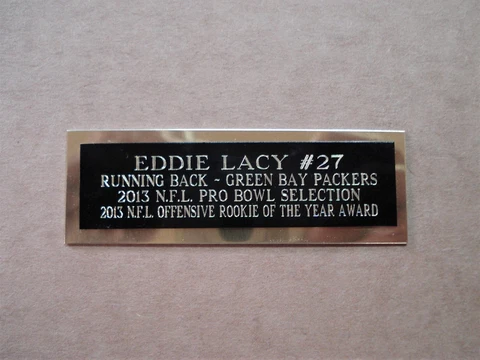 EDDIE LACY #27
RUNNING BACK - GREEN BAY PACKERS
2013 N.F.L. PRO BOWL SELECTION
2013 N.F.L. OFFENSIVE ROOKIE OF THE YEAR AWARD